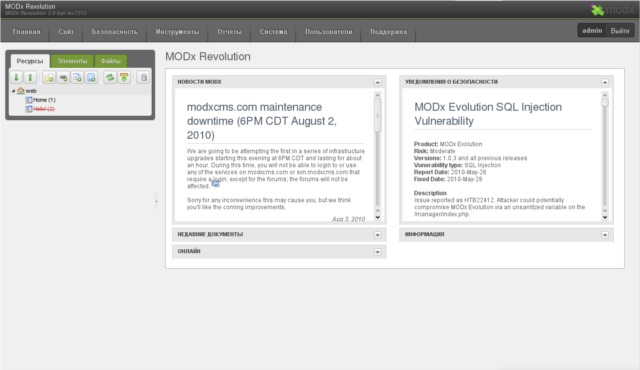 MODx Revolution
modx
Главная Сайт Безопасность Инструменты Отчеты Система Пользователи Поддержка
admin Выйти
Ресурсы Элементы Файлы
web
Home (1)
Hello! (2)
MODx Revolution
НОВОСТИ MODX
modxcms.com maintenance
downtime (6PM CDT August 2,
2010)
We are going to be attempting the first in a series of infrastructure
upgrades starting this evening at 6PM CDT and lasting for about
an hour. During this time, you will not be able to login to or use
any of the services on modxcms.com or svn.modxcms.com that
require a login, except for the forums; the forums will not be
affected.
Sorry for any inconvenience this may cause you, but we think
you'll like the coming improvements.
Aug 3, 2010
НЕДАВНИЕ ДОКУМЕНТЫ
ОНЛАЙН
УВЕДОМЛЕНИЯ О БЕЗОПАСНОСТИ
MODx Evolution SQL Injection
Vulnerability
Product: MODx Evolution
Risk: Moderate
Versions: 1.0.3 and all previous releases
Vunerability type: SQL Injection
Report Date: 2010-May-26
Fixed Date: 2010-May-28
Description
Issue reported as HTB22412. Attacker could potentially
compromise MODx Evolution via an unsanitized variable on the
/manager/index.php.
ИНФОРМАЦИЯ